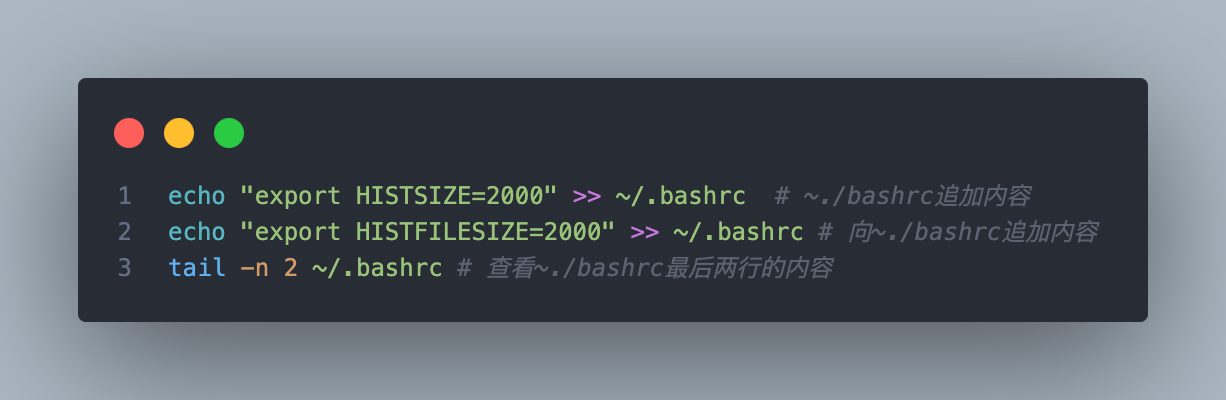 1 echo "export HISTSIZE=2000" >> ~/.bashrc  # ~./bashrc追加内容
2 echo "export HISTFILESIZE=2000" >> ~/.bashrc # 向~./bashrc追加内容
3 tail -n 2 ~/.bashrc # 查看~./bashrc最后两行的内容